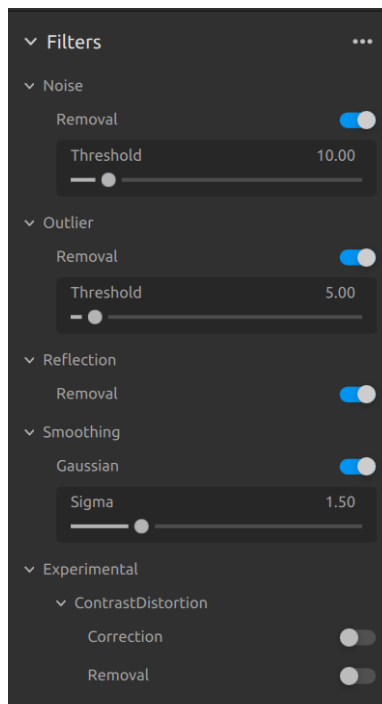 Filters
Noise
Removal
Threshold 10.00
Outlier
Removal
Threshold 5.00
Reflection
Removal
Smoothing
Gaussian
Sigma 1.50
Experimental
ContrastDistortion
Correction
Removal